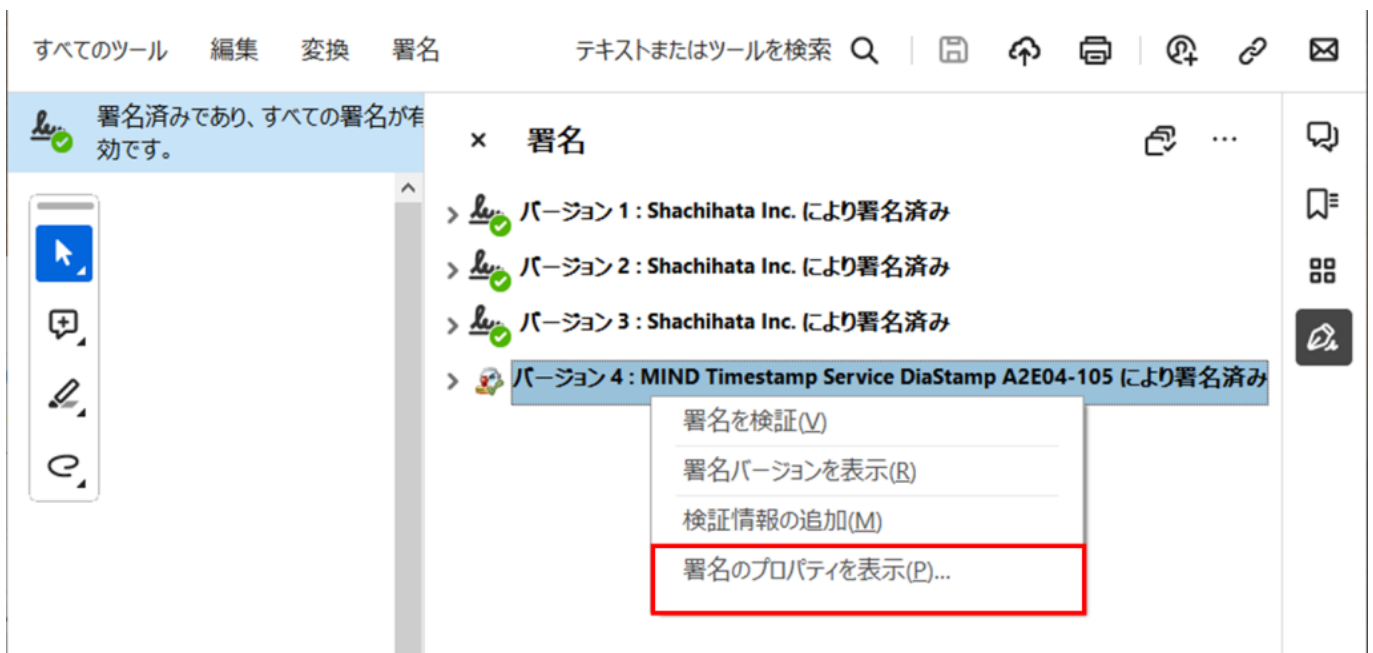 すべてのツール 編集 変換 署名 テキストまたはツールを検索
署名済みであり、すべての署名が有
効です。
署名
バージョン 1 : Shachihata Inc. により署名済み
バージョン 2 : Shachihata Inc. により署名済み
バージョン 3 : Shachihata Inc. により署名済み
バージョン 4 : MIND Timestamp Service DiaStamp A2E04-105 により署名済み
署名を検証(V)
署名バージョンを表示(R)
検証情報の追加(M)
署名のプロパティを表示(P)...